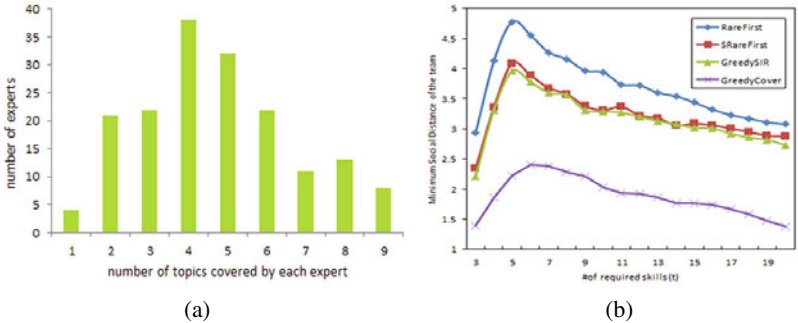 number of experts
40
35
30
25
20
15
10
5
0
1 2 3 4 5 6 7 8 9
number of topics covered by each expert
(a)
Minimum Social Distance of the team
5
4.5
4
3.5
3
2.5
2
1.5
1
3 5 7 9 11 13 15 17 19
#of required skills(t)
RareFirst
SRareFirst
GreedySIR
GreedyCover
(b)